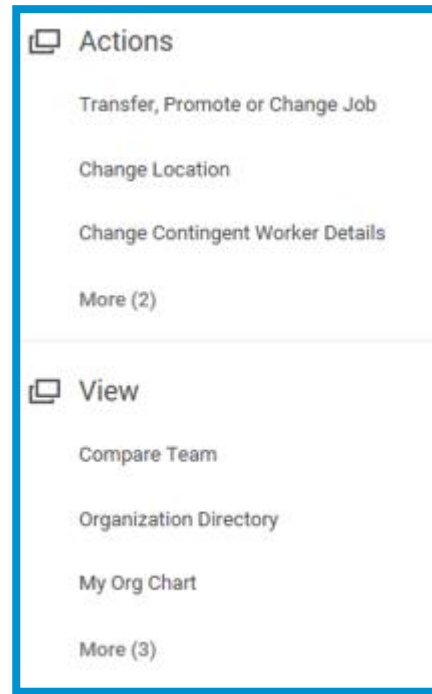 Actions
Transfer, Promote or Change Job
Change Location
Change Contingent Worker Details
More (2)
View
Compare Team
Organization Directory
My Org Chart
More (3)